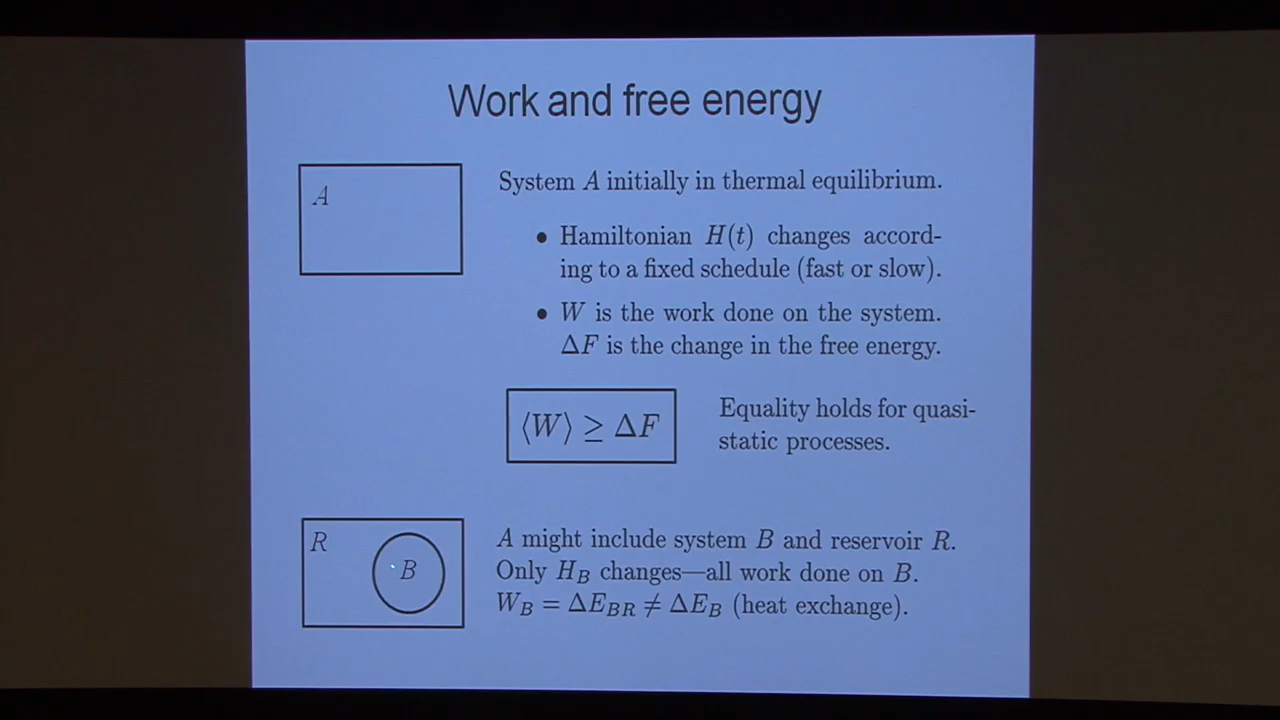 Work and free energy
A
System A initially in thermal equilibrium.
• Hamiltonian H(t) changes accord-
ing to a fixed schedule (fast or slow).
• W is the work done on the system.
ΔF is the change in the free energy.
⟨W⟩ ≥ ΔF
Equality holds for quasi-
static processes.
R
B
A might include system B and reservoir R.
Only H_B changes—all work done on B.
W_B = ΔE_BR ≠ ΔE_B (heat exchange).